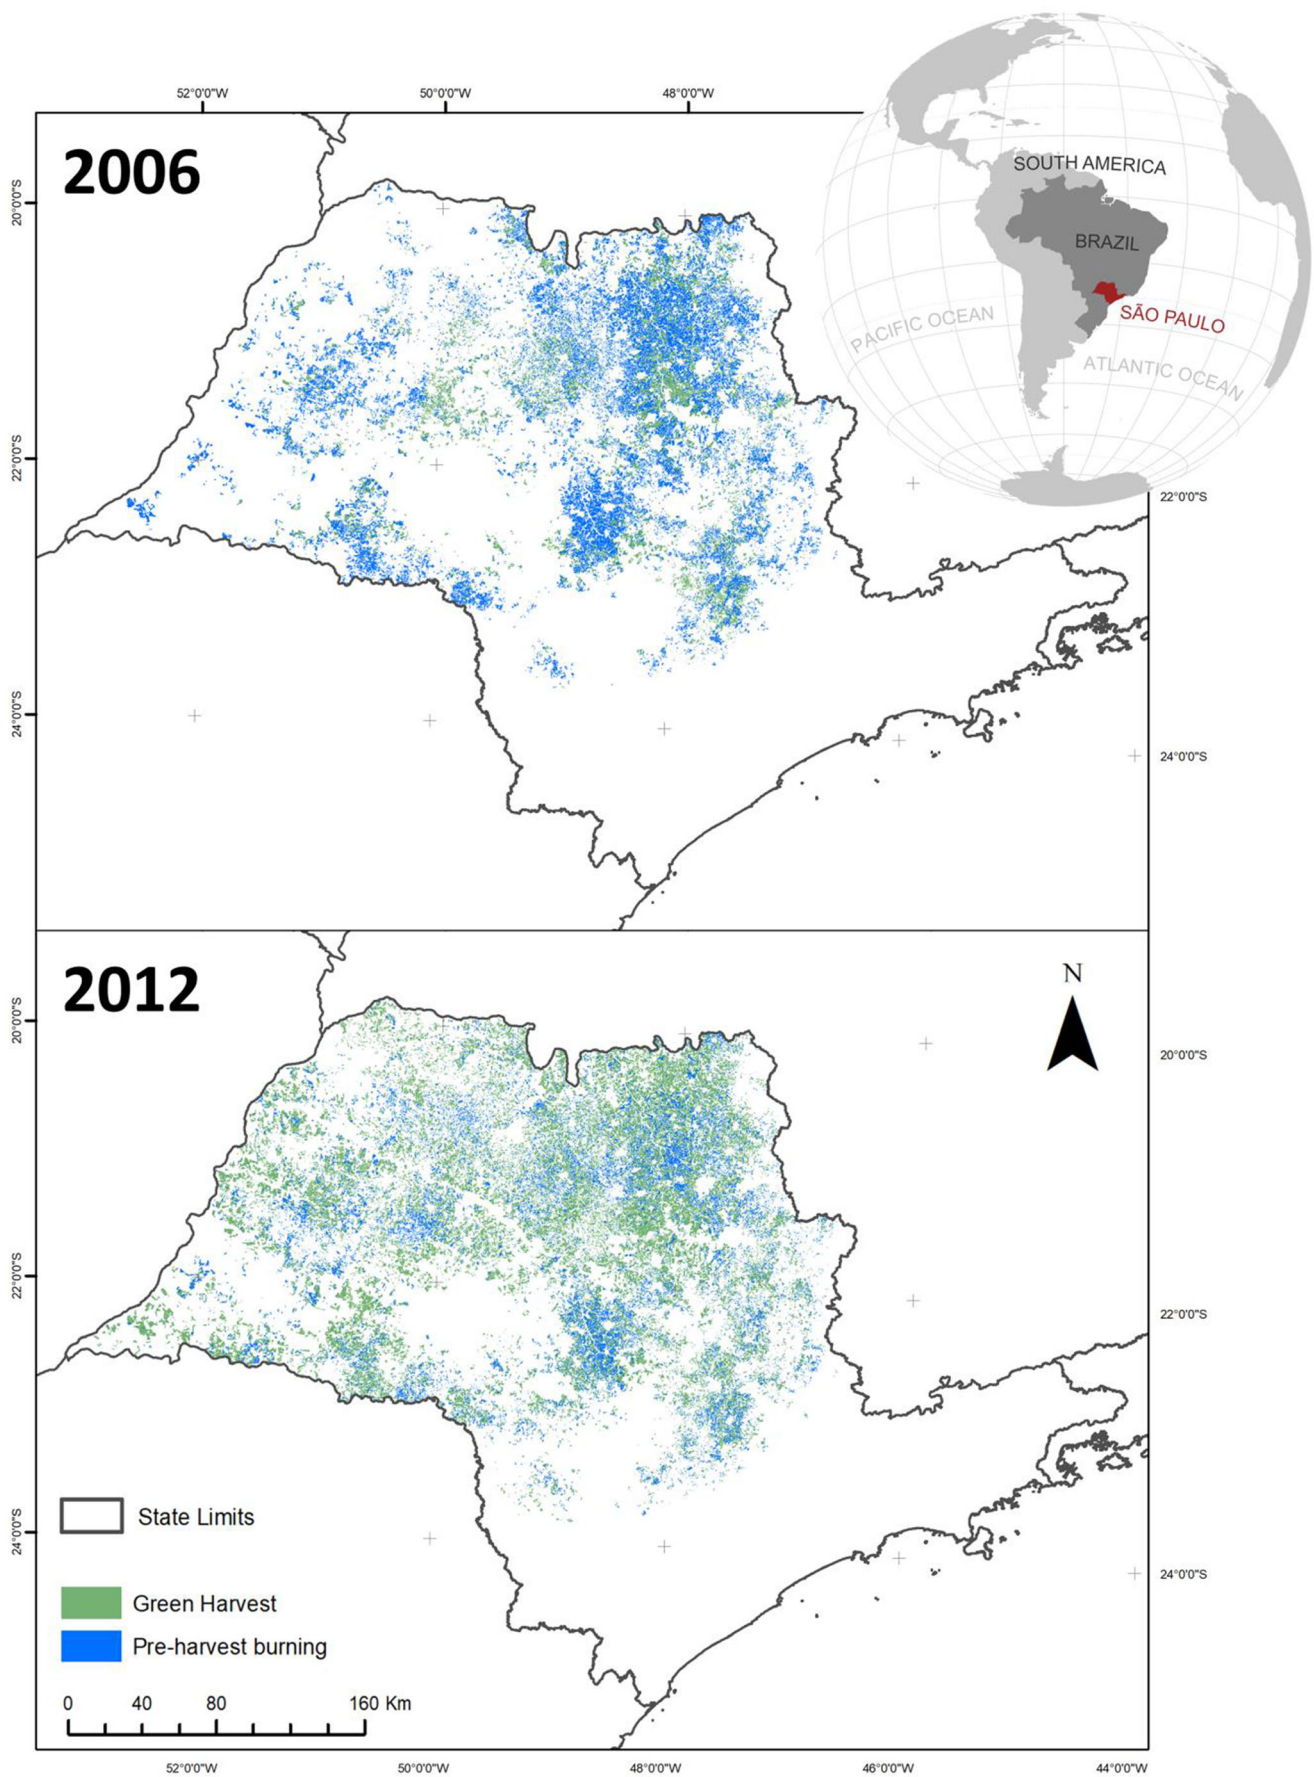 52°0'0"W 50°0'0"W 48°0'0"W
2006
20°0'0"S
22°0'0"S
24°0'0"S
SOUTH AMERICA
BRAZIL
SÃO PAULO
PACIFIC OCEAN
ATLANTIC OCEAN
22°0'0"S
24°0'0"S
2012
N
20°0'0"S
22°0'0"S
24°0'0"S
20°0'0"S
22°0'0"S
24°0'0"S
State Limits
Green Harvest
Pre-harvest burning
0 40 80 160 Km
52°0'0"W 50°0'0"W 48°0'0"W 46°0'0"W 44°0'0"W